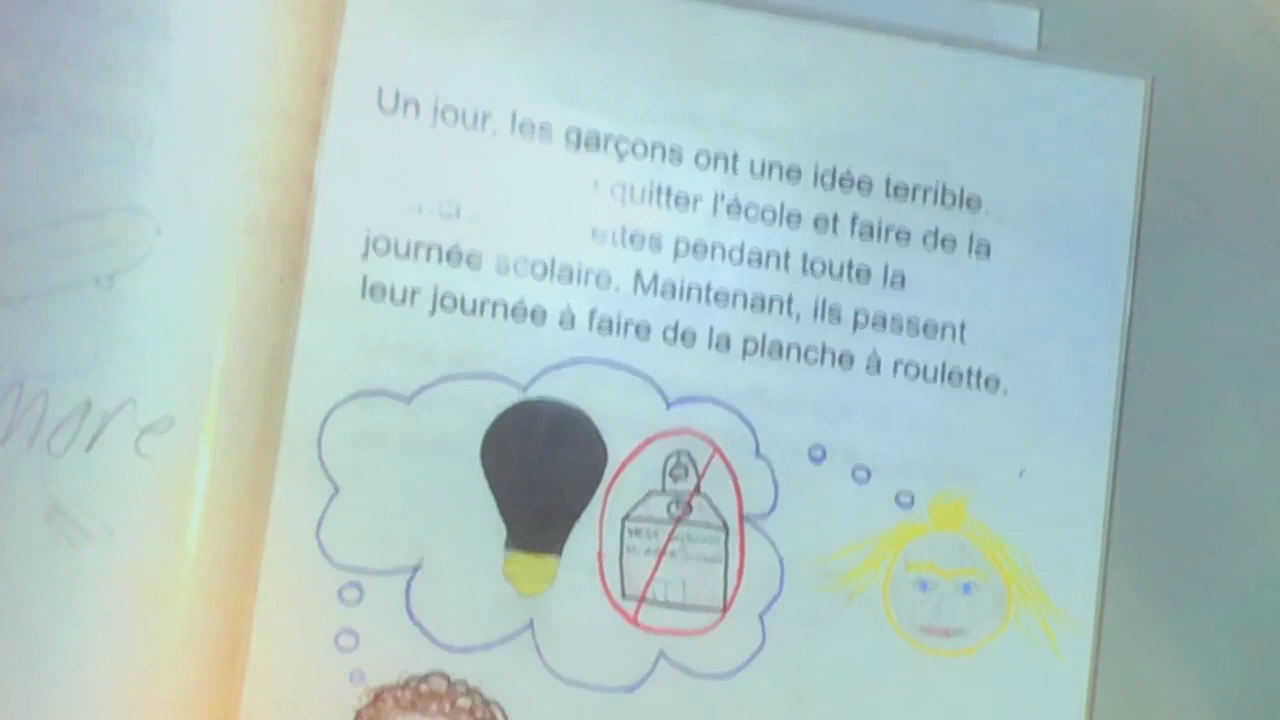 Un jour, les garçons ont une idée terrible.
quitter l'école et faire de la
pendant toute la
journée scolaire. Maintenant, ils passent
leur journée à faire de la planche à roulette.
more